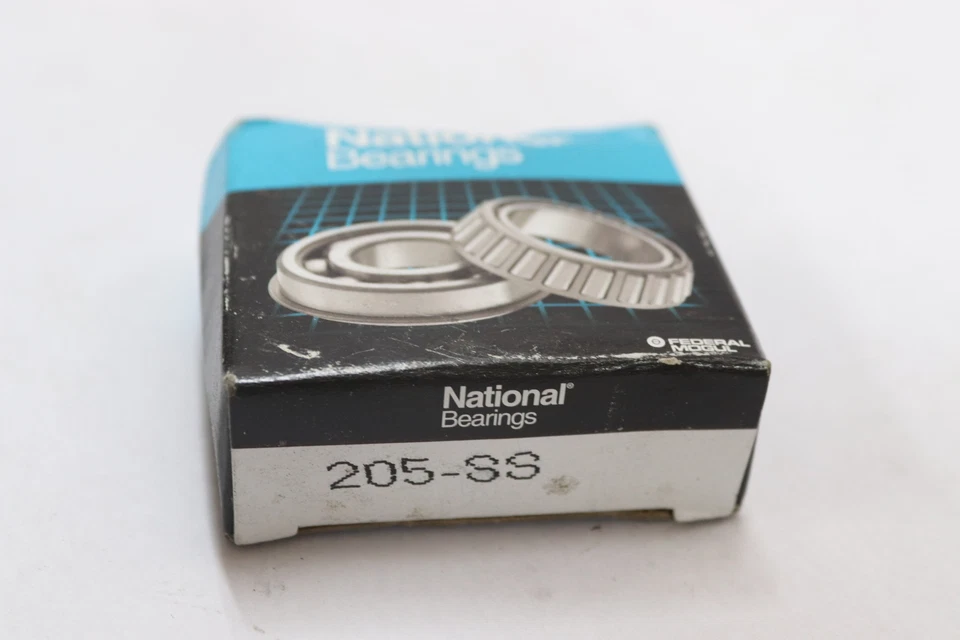 National
Bearings
FEDERAL
MOGUL
National®
Bearings
205-SS